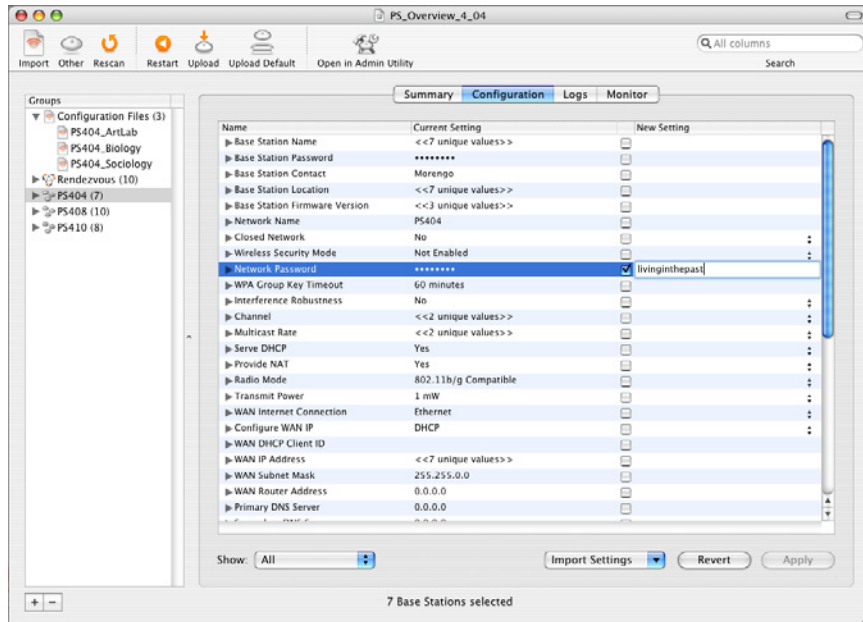 PS_Overview_4_04
Import Other Rescan Restart Upload Upload Default Open in Admin Utility Search
All columns
Summary Configuration Logs Monitor
Groups
Configuration Files (3)
PS404_ArtLab
PS404_Biology
PS404_Sociology
Rendezvous (10)
PS404 (7)
PS408 (10)
PS410 (8)
Name Current Setting New Setting
Base Station Name <<7 unique values>>
Base Station Password ••••••••
Base Station Contact Morengo
Base Station Location <<7 unique values>>
Base Station Firmware Version <<3 unique values>>
Network Name PS404
Closed Network No
Wireless Security Mode Not Enabled
Network Password •••••••• livinginthepast
WPA Group Key Timeout 60 minutes
Interference Robustness No
Channel <<2 unique values>>
Multicast Rate <<2 unique values>>
Serve DHCP Yes
Provide NAT Yes
Radio Mode 802.11b/g Compatible
Transmit Power 1 mW
WAN Internet Connection Ethernet
Configure WAN IP DHCP
WAN DHCP Client ID
WAN IP Address <<7 unique values>>
WAN Subnet Mask 255.255.0.0
WAN Router Address 0.0.0.0
Primary DNS Server 0.0.0.0
Show: All Import Settings Revert Apply
7 Base Stations selected